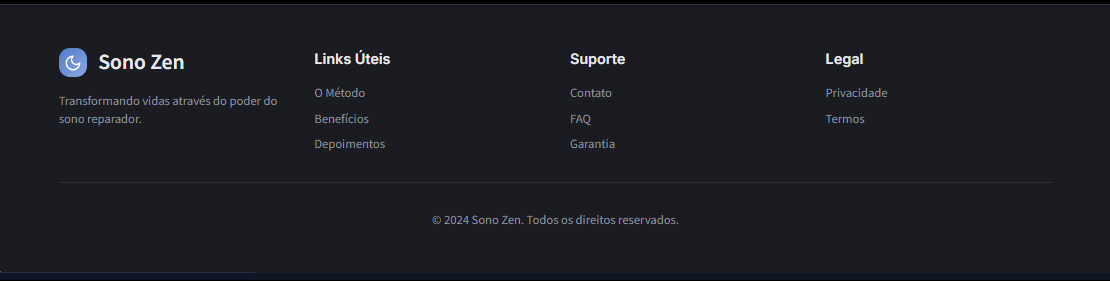 Sono Zen
Transformando vidas através do poder do
sono reparador.
Links Úteis
O Método
Benefícios
Depoimentos
Suporte
Contato
FAQ
Garantia
Legal
Privacidade
Termos
© 2024 Sono Zen. Todos os direitos reservados.